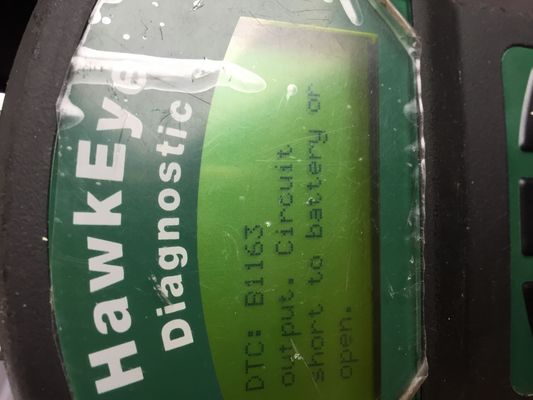 HawkEye
Diagnostic
DTC: B1163
output. Circuit
short to battery or
open.